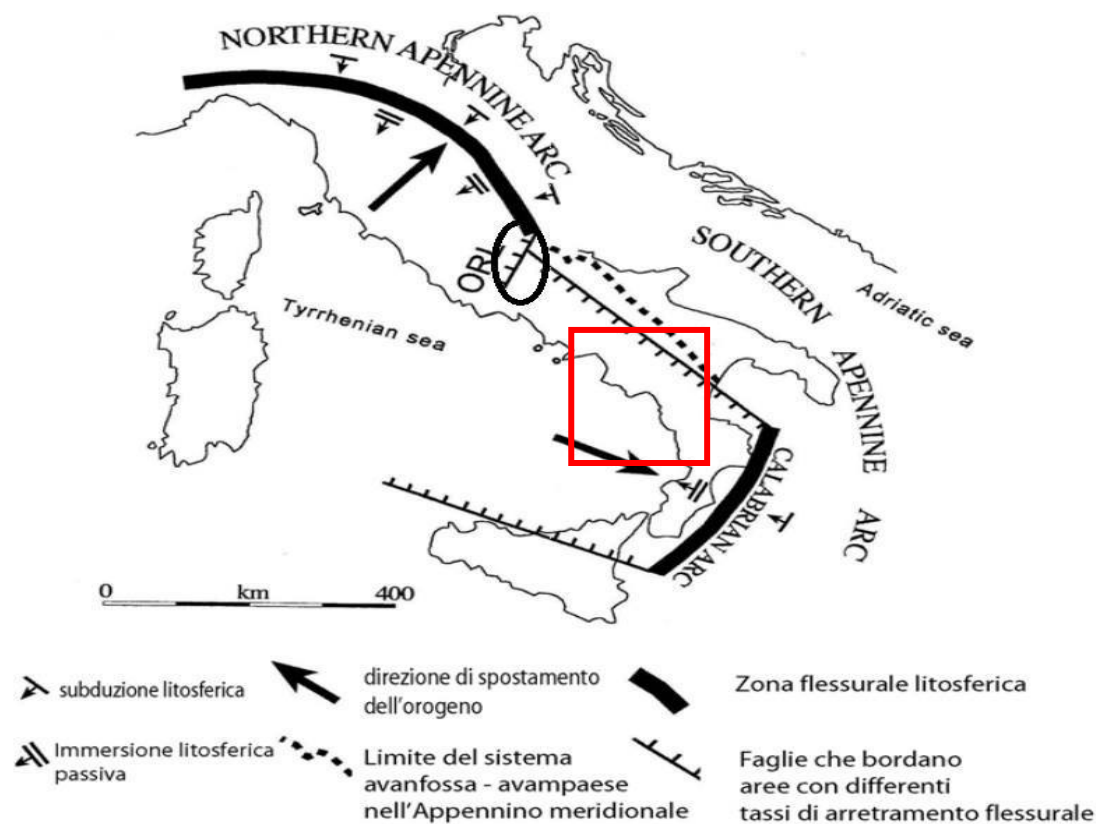 NORTHERN APENNINE ARC
ORL
SOUTHERN APENNINE ARC
Adriatic sea
Tyrrhenian sea
CALABRIAN ARC
0 km 400
subduzione litosferica
direzione di spostamento
dell'orogeno
Zona flessurale litosferica
Immersione litosferica
passiva
Limite del sistema
avanfossa - avampaese
nell'Appennino meridionale
Faglie che bordano
aree con differenti
tassi di arretramento flessurale